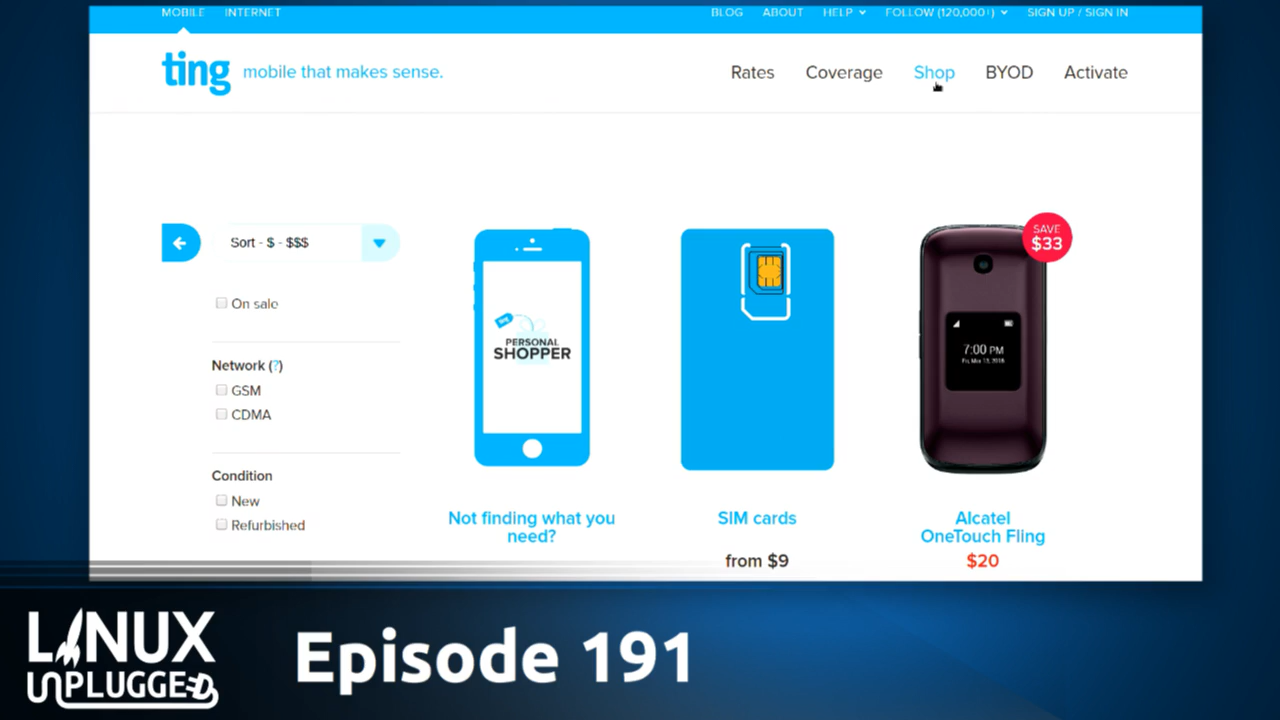 MOBILE INTERNET BLOG ABOUT HELP FOLLOW (120,000+) SIGN UP / SIGN IN
ting mobile that makes sense. Rates Coverage Shop BYOD Activate
Sort - $ - $$$
On sale
Network (?)
GSM
CDMA
Condition
New
Refurbished
PERSONAL
SHOPPER
Not finding what you
need?
SIM cards
from $9
SAVE
$33
7:00 PM
Alcatel
OneTouch Fling
$20
LINUX
UNPLUGGED
Episode 191